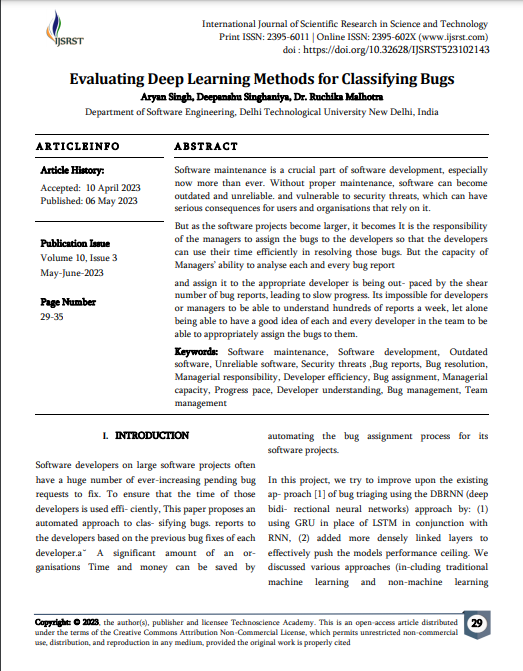 IJSRST
International Journal of Scientific Research in Science and Technology
Print ISSN: 2395-6011 | Online ISSN: 2395-602X (www.ijsrst.com)
doi : https://doi.org/10.32628/IJSRST523102143
Evaluating Deep Learning Methods for Classifying Bugs
Aryan Singh, Deepanshu Singhaniya, Dr. Ruchika Malhotra
Department of Software Engineering, Delhi Technological University New Delhi, India
ARTICLEINFO
Article History:
Accepted: 10 April 2023
Published: 06 May 2023
Publication Issue
Volume 10, Issue 3
May-June-2023
Page Number
29-35
ABSTRACT
Software maintenance is a crucial part of software development, especially
now more than ever. Without proper maintenance, software can become
outdated and unreliable. and vulnerable to security threats, which can have
serious consequences for users and organisations that rely on it.
But as the software projects become larger, it becomes It is the responsibility
of the managers to assign the bugs to the developers so that the developers
can use their time efficiently in resolving those bugs. But the capacity of
Managers' ability to analyse each and every bug report
and assign it to the appropriate developer is being out- paced by the shear
number of bug reports, leading to slow progress. Its impossible for developers
or managers to be able to understand hundreds of reports a week, let alone
being able to have a good idea of each and every developer in the team to be
able to appropriately assign the bugs to them.
Keywords: Software maintenance, Software development, Outdated
software, Unreliable software, Security threats ,Bug reports, Bug resolution,
Managerial responsibility, Developer efficiency, Bug assignment, Managerial
capacity, Progress pace, Developer understanding, Bug management, Team
management
I. INTRODUCTION
Software developers on large software projects often
have a huge number of ever-increasing pending bug
requests to fix. To ensure that the time of those
developers is used effi- ciently, This paper proposes an
automated approach to clas- sifying bugs. reports to
the developers based on the previous bug fixes of each
developer.a˜ A significant amount of an or-
ganisations Time and money can be saved by
automating the bug assignment process for its
software projects.
In this project, we try to improve upon the existing
ap- proach [1] of bug triaging using the DBRNN (deep
bidi- rectional neural networks) approach by: (1)
using GRU in place of LSTM in conjunction with
RNN, (2) added more densely linked layers to
effectively push the models performance ceiling. We
discussed various approaches (in-cluding traditional
machine learning and non-machine learning
Copyright: © 2023, the author(s), publisher and licensee Technoscience Academy. This is an open-access article distributed
under the terms of the Creative Commons Attribution Non-Commercial License, which permits unrestricted non-commercial
use, distribution, and reproduction in any medium, provided the original work is properly cited
29